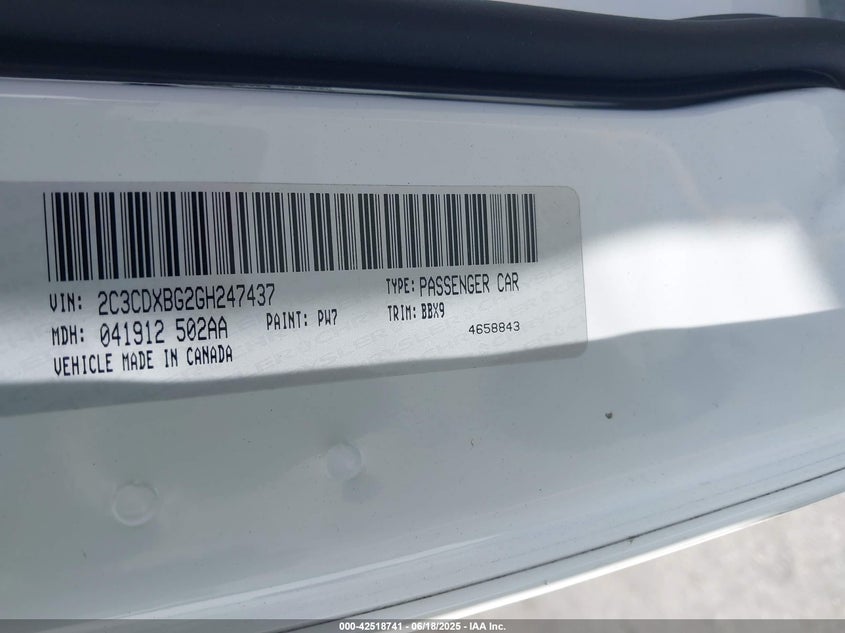 VIN: 2C3CDXBG2GH247437
TYPE: PASSENGER CAR
MDH: 041912 502AA
PAINT: PW7
TRIM: BBX9
VEHICLE MADE IN CANADA
4658843
000-42518741 - 06/18/2025 - IAA Inc.